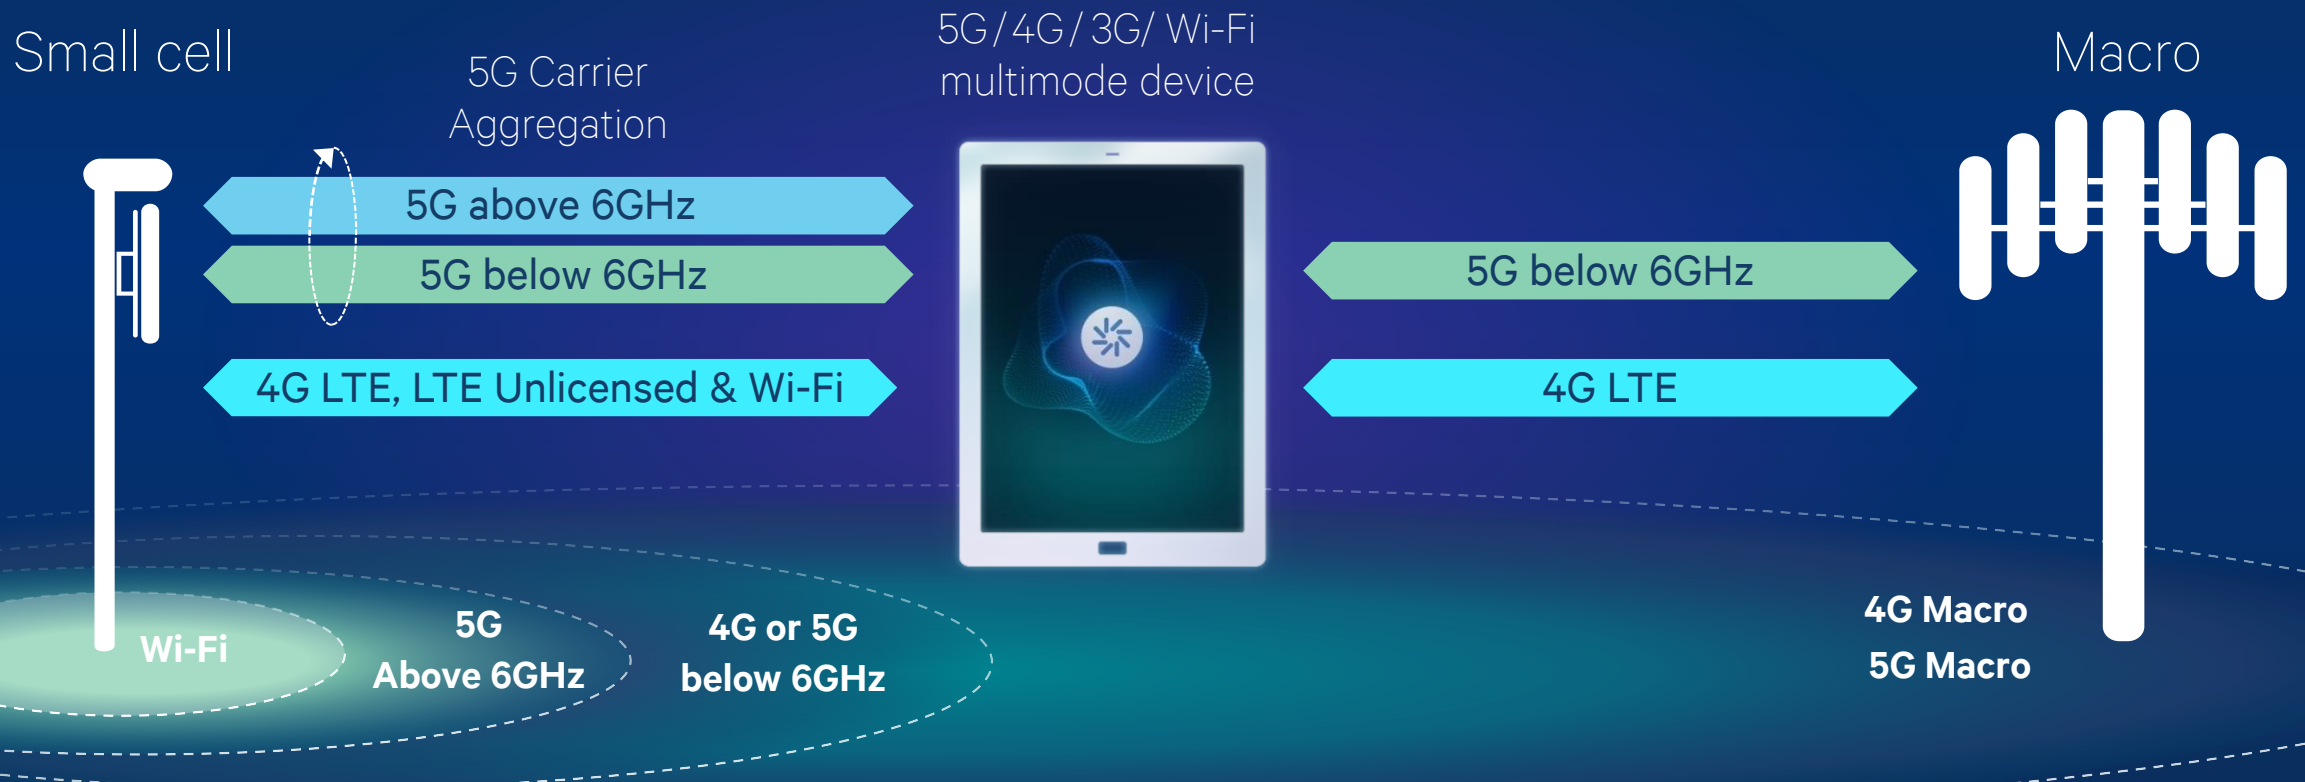 Small cell
5G Carrier
Aggregation
5G/4G/3G/ Wi-Fi
multimode device
Macro
5G above 6GHz
5G below 6GHz
4G LTE, LTE Unlicensed & Wi-Fi
5G below 6GHz
4G LTE
Wi-Fi
5G
Above 6GHz
4G or 5G
below 6GHz
4G Macro
5G Macro